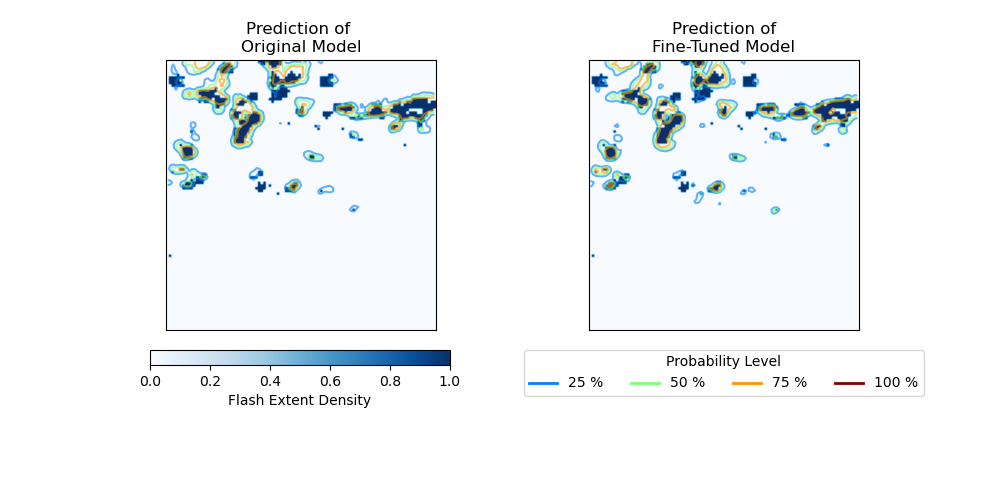 Prediction of
Original Model
Prediction of
Fine-Tuned Model
0.0 0.2 0.4 0.6 0.8 1.0
Flash Extent Density
Probability Level
25 % 50 % 75 % 100 %